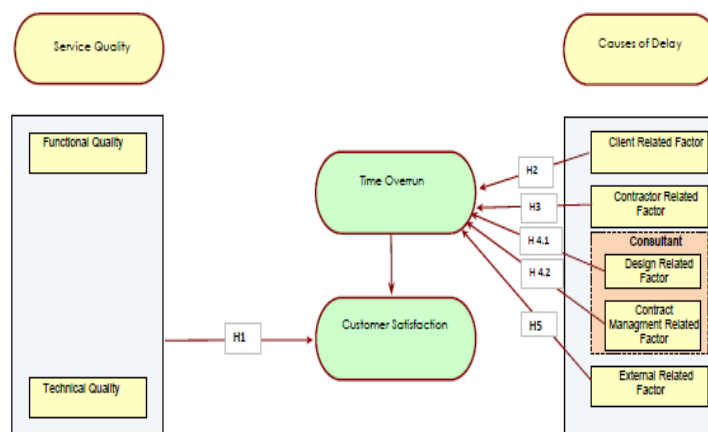 Service Quality
Causes of Delay
Functional Quality
Technical Quality
H1
Time Overrun
Customer Satisfaction
H2
H3
H 4.1
H 4.2
H5
Client Related Factor
Contractor Related
Factor
Consultant
Design Related
Factor
Contract
Managment Related
Factor
External Related
Factor